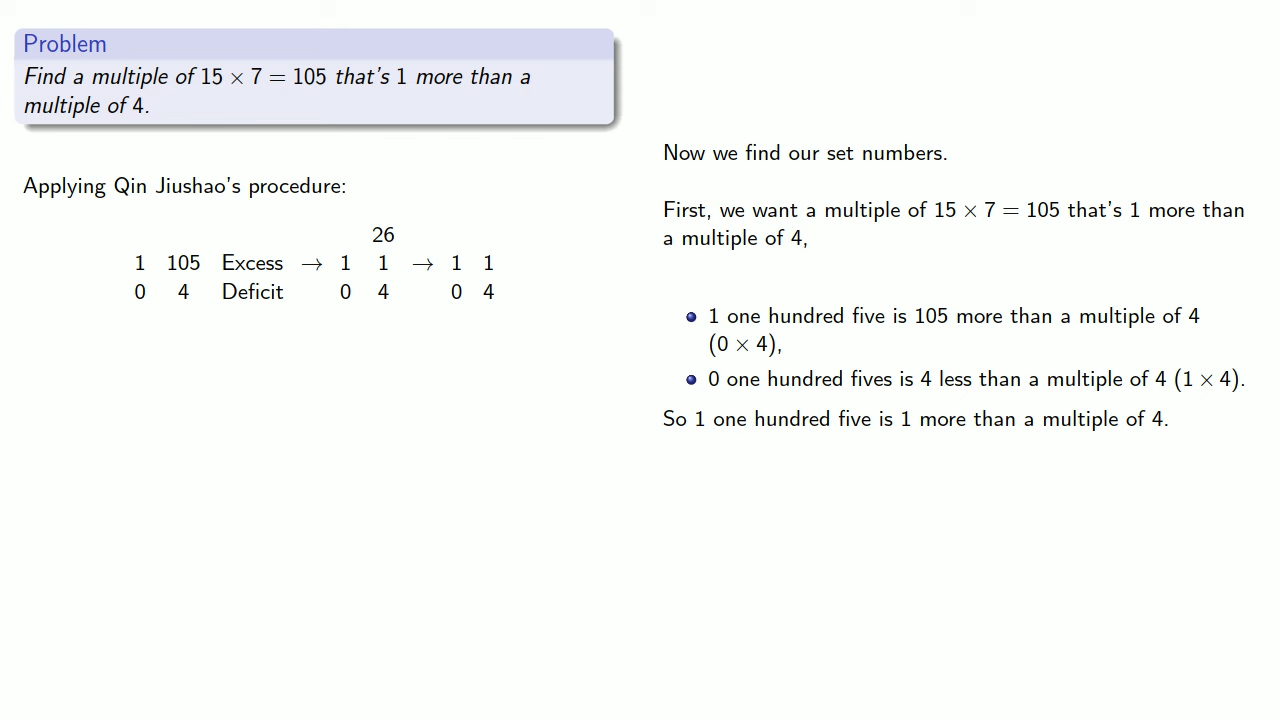 Problem
Find a multiple of 15 × 7 = 105 that's 1 more than a
multiple of 4.
Applying Qin Jiushao's procedure:
26
1 105 Excess → 1 1 → 1 1
0 4 Deficit 0 4 0 4
Now we find our set numbers.
First, we want a multiple of 15 × 7 = 105 that's 1 more than
a multiple of 4,
1 one hundred five is 105 more than a multiple of 4
(0 × 4),
0 one hundred fives is 4 less than a multiple of 4 (1 × 4).
So 1 one hundred five is 1 more than a multiple of 4.